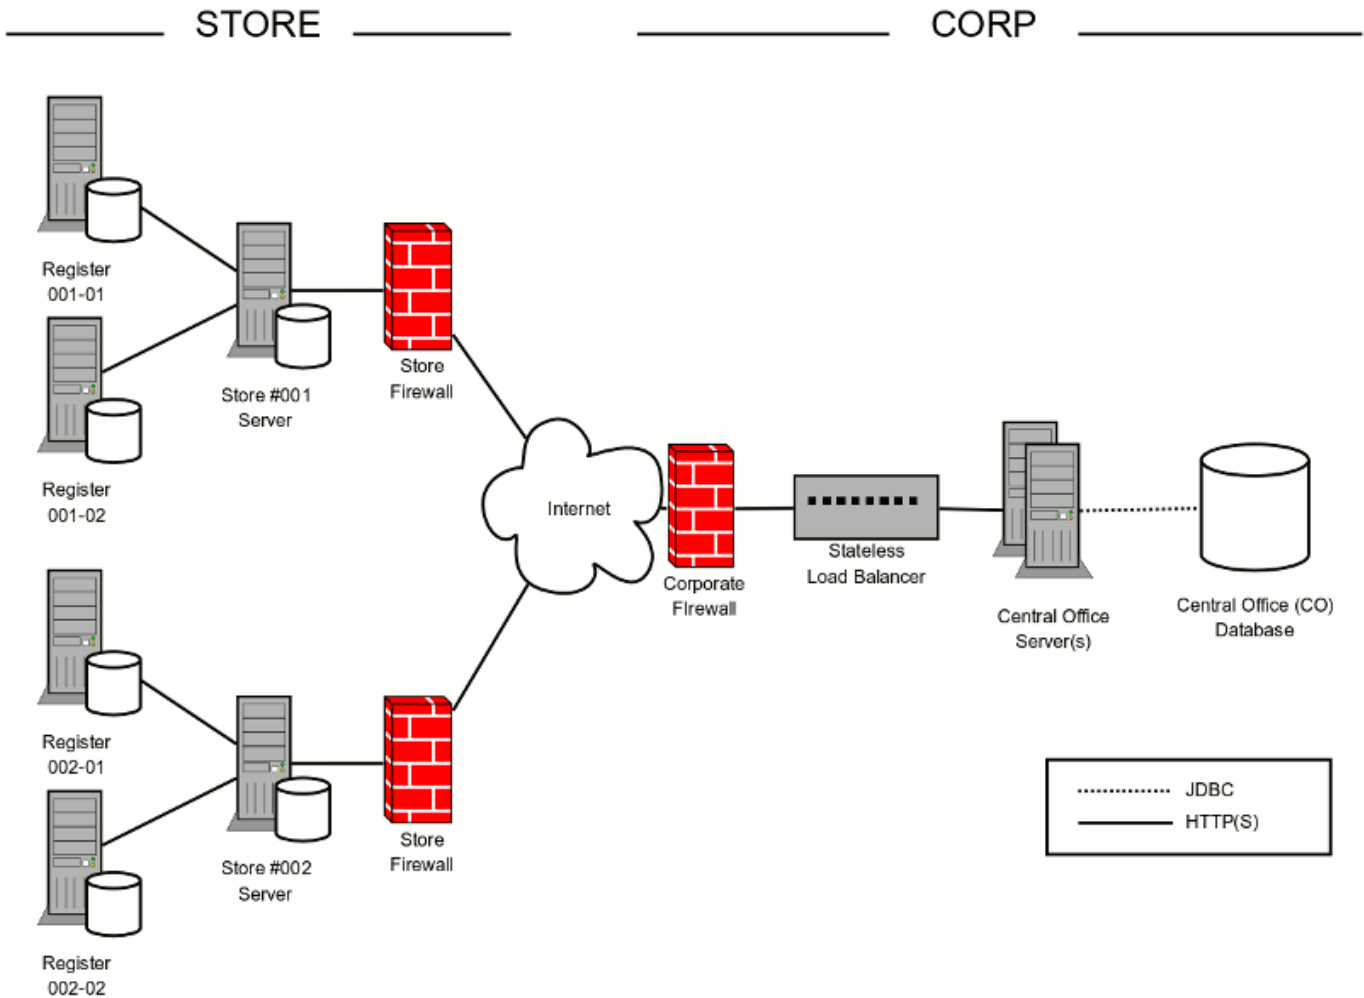 STORE
CORP
Register
001-01
Register
001-02
Store #001
Server
Store
Firewall
Internet
Corporate
FIrewall
Stateless
Load Balancer
Central Office
Server(s)
Central Office (CO)
Database
Register
002-01
Register
002-02
Store #002
Server
Store
Firewall
JDBC
HTTP(S)